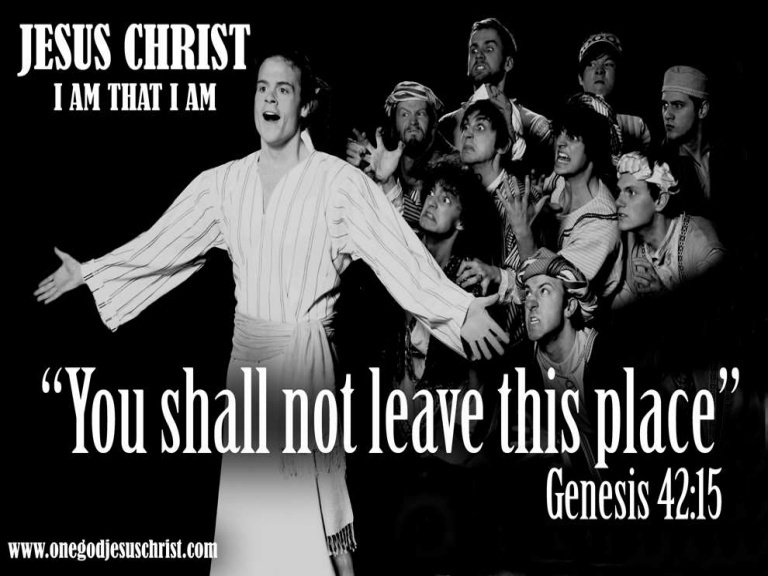 JESUS CHRIST
I AM THAT I AM
“You shall not leave this place”
Genesis 42:15
www.onegodjesuschrist.com